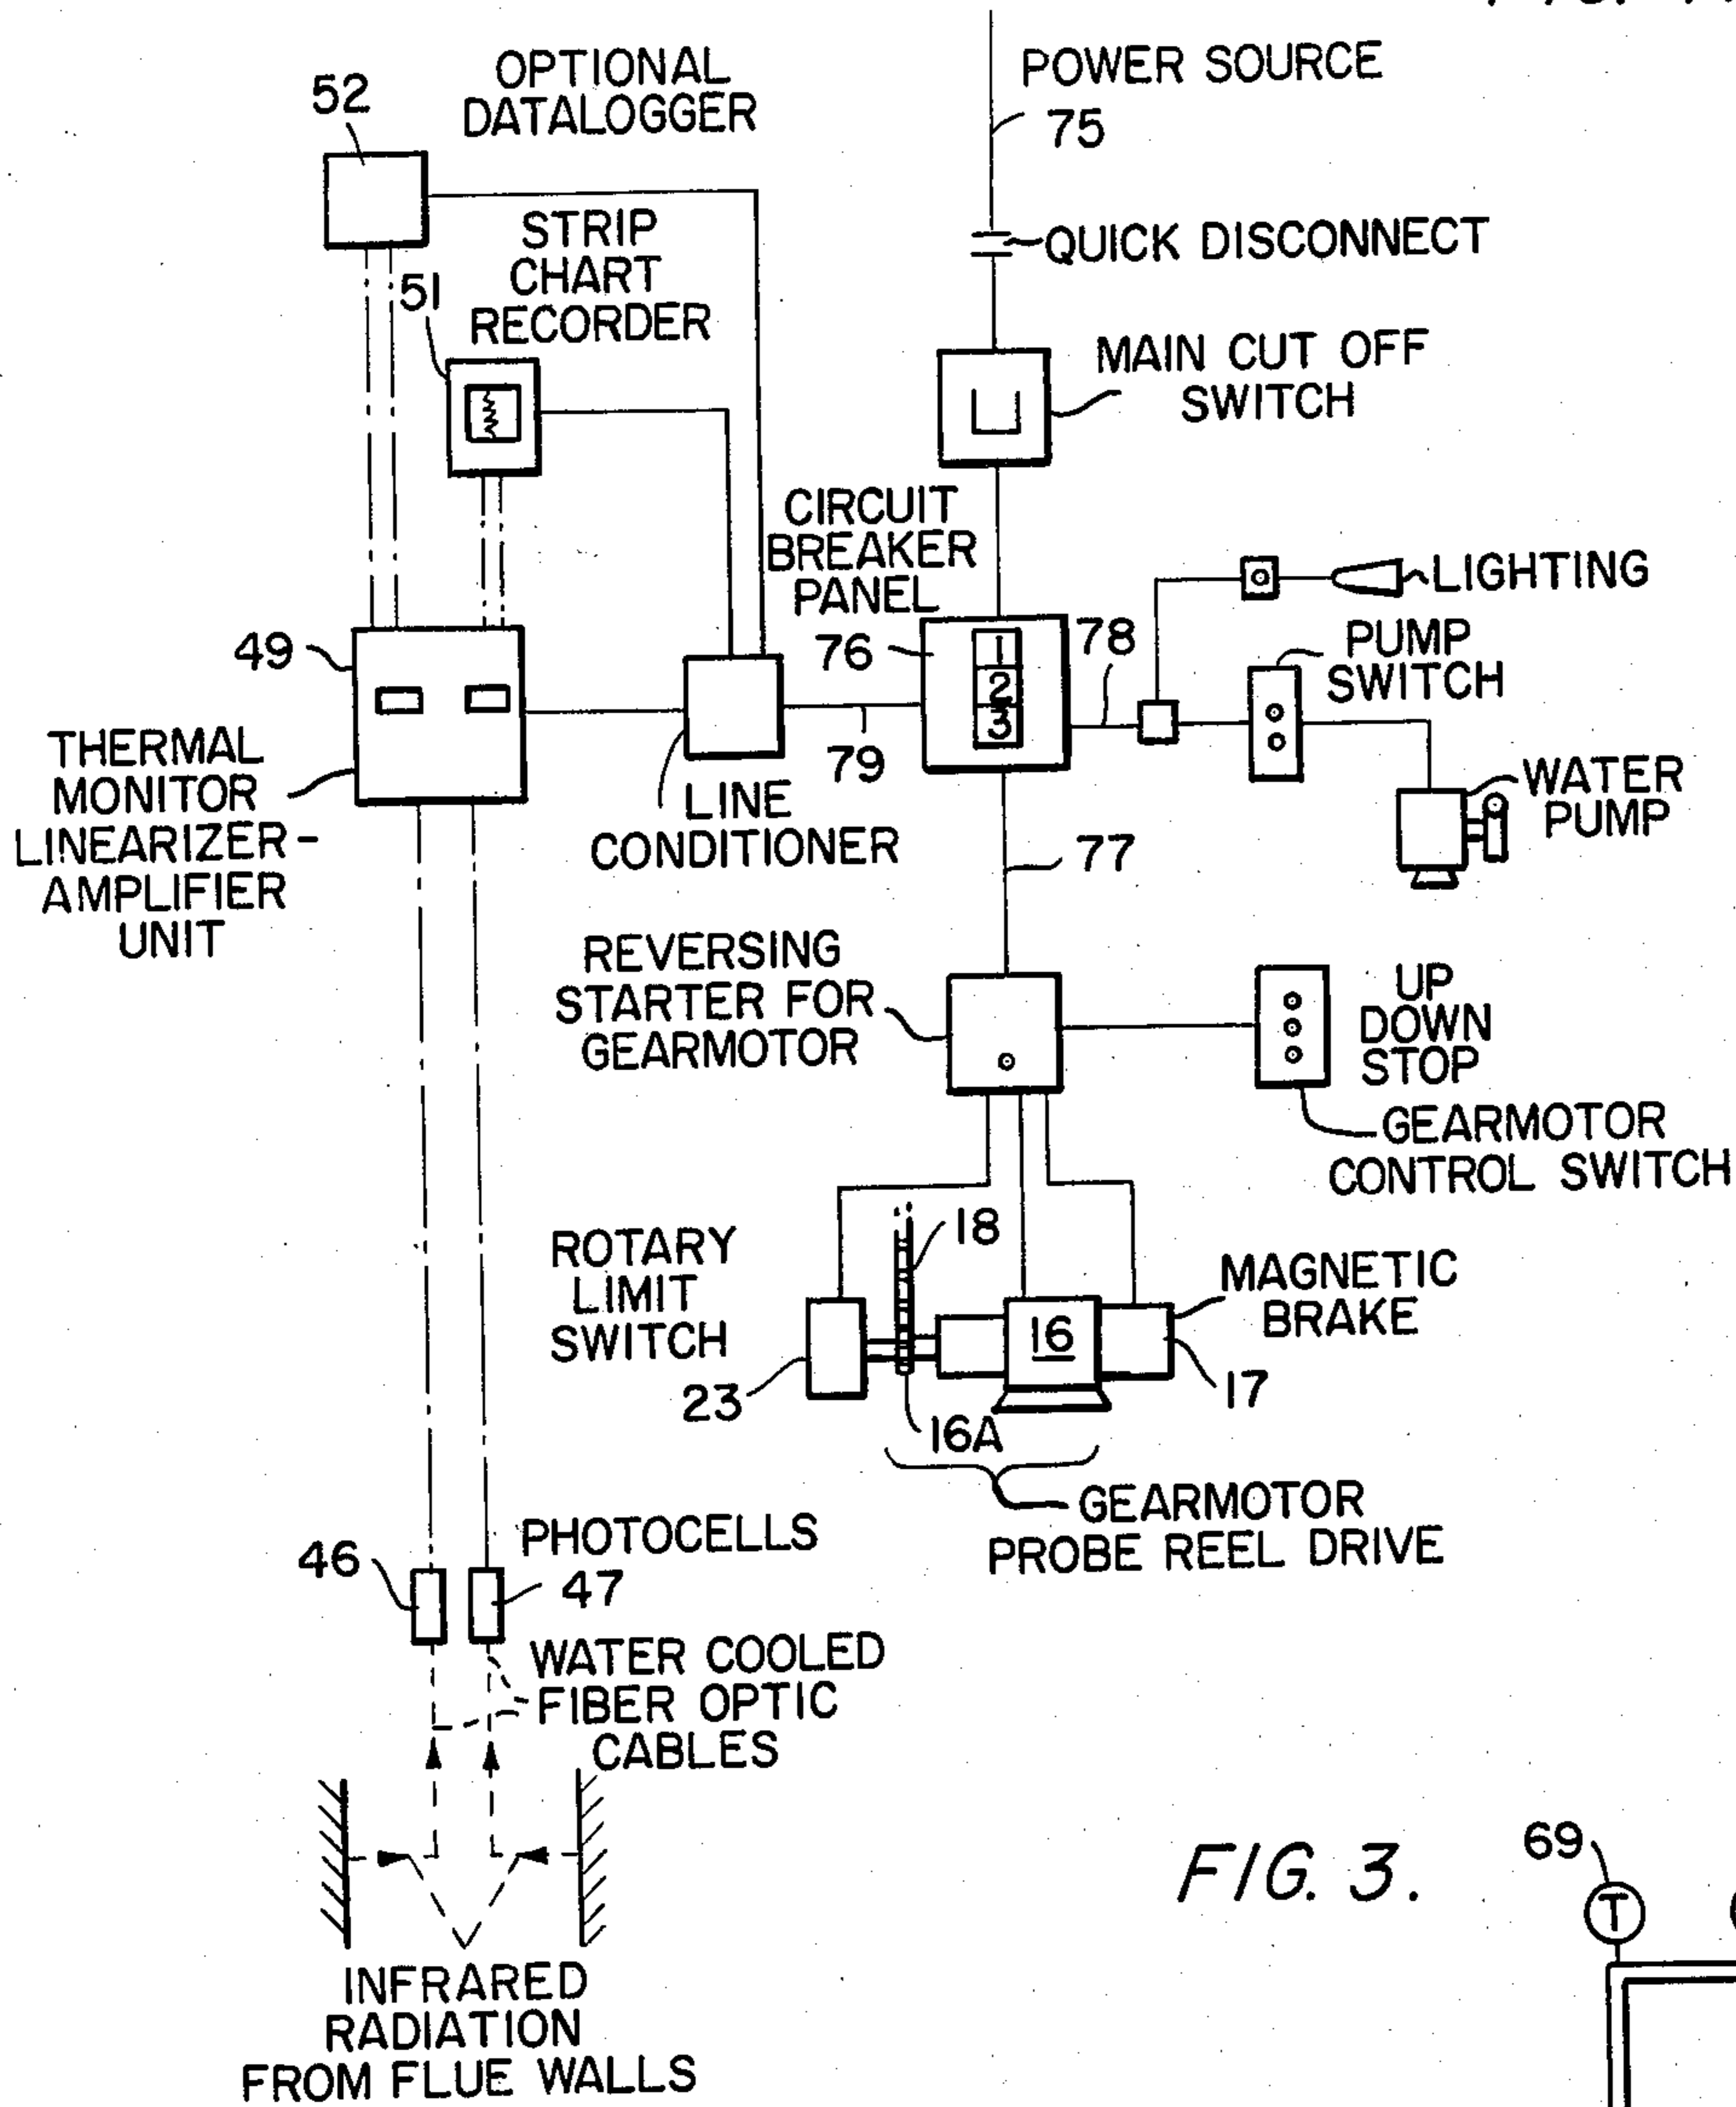 52
OPTIONAL
DATALOGGER
POWER SOURCE
75
QUICK DISCONNECT
STRIP
CHART
RECORDER
51
MAIN CUT OFF
SWITCH
CIRCUIT
BREAKER
PANEL
76
1
2
3
78
LIGHTING
PUMP
SWITCH
WATER
PUMP
49
THERMAL
MONITOR
LINEARIZER-
AMPLIFIER
UNIT
79
LINE
CONDITIONER
77
REVERSING
STARTER FOR
GEARMOTOR
UP
DOWN
STOP
GEARMOTOR
CONTROL SWITCH
ROTARY
LIMIT
SWITCH
23
18
16
16A
MAGNETIC
BRAKE
17
GEARMOTOR
PROBE REEL DRIVE
46
PHOTOCELLS
47
WATER COOLED
FIBER OPTIC
CABLES
INFRARED
RADIATION
FROM FLUE WALLS
FIG. 3.
69
T